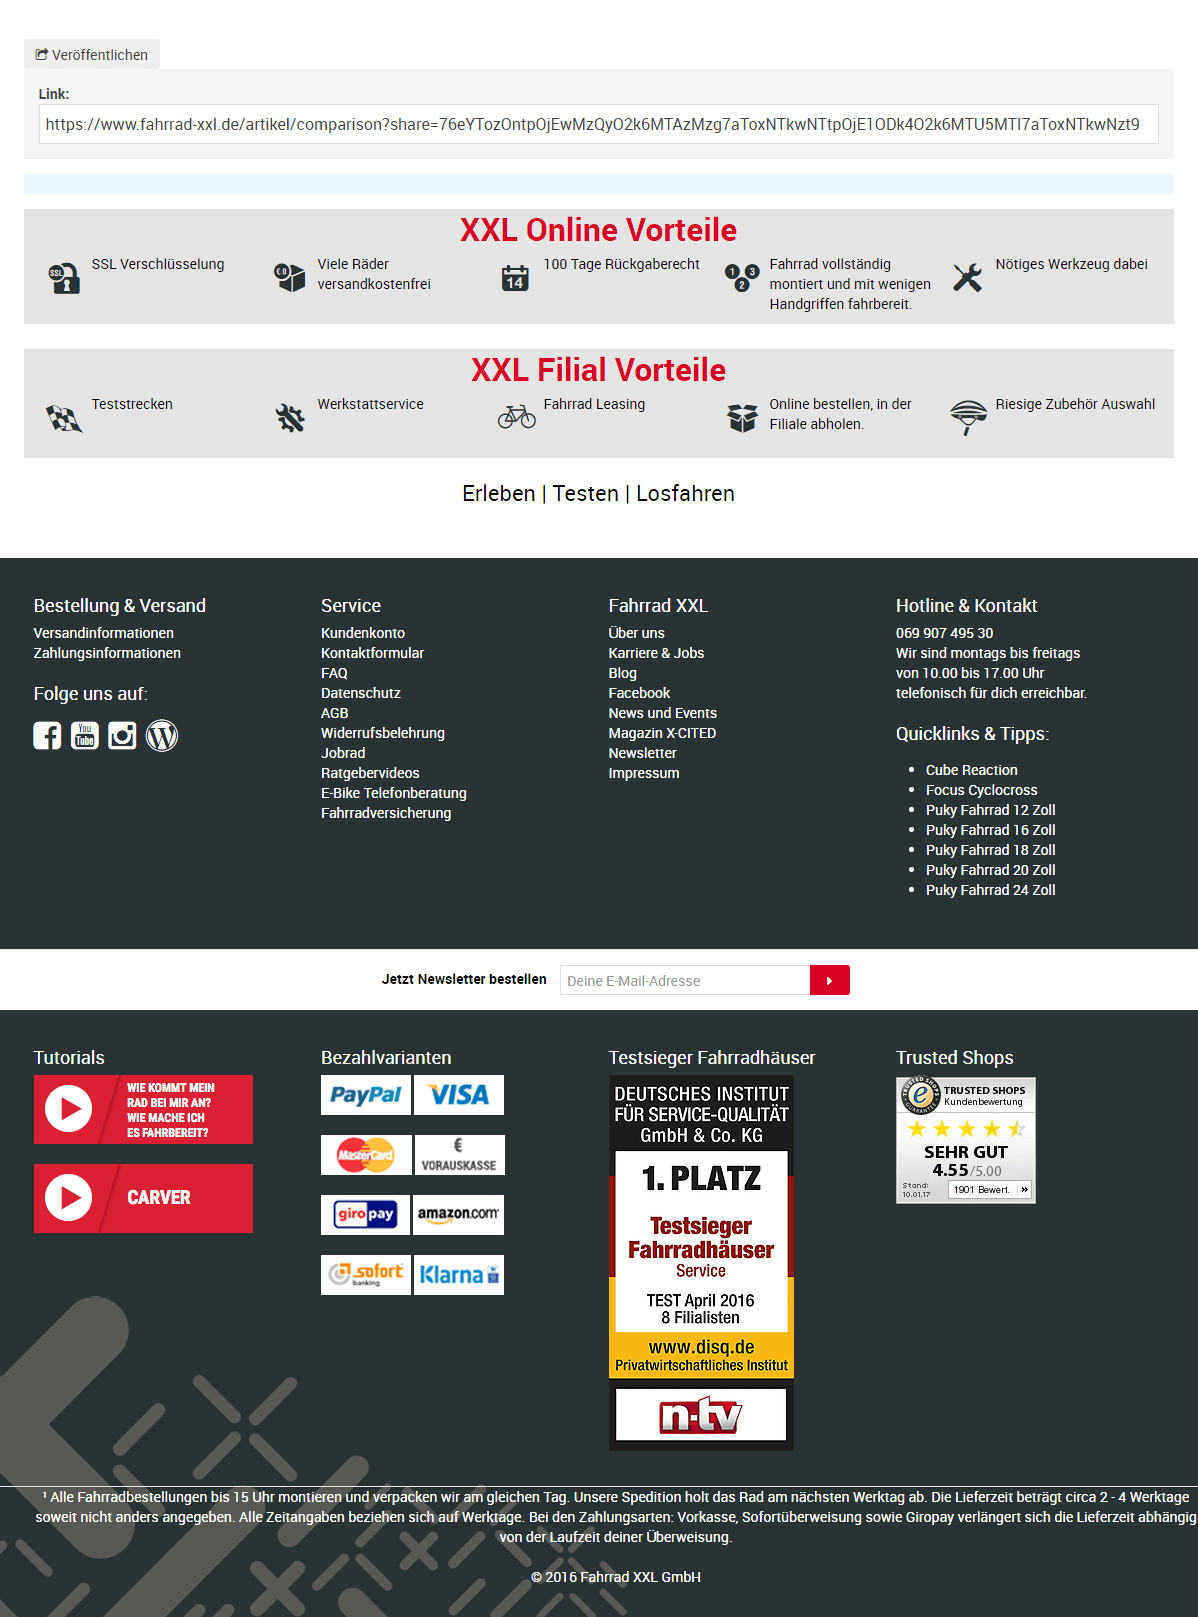 Veröffentlichen
Link:
https://www.fahrrad-xxl.de/artikel/comparison?share=76eYTozOntpOjEwMzQyO2k6MTAzMzg7aToxNTkwNTtpOjE1ODk4O2k6MTU5MTI7aToxNTkwNzt9
XXL Online Vorteile
SSL
SSL Verschlüsselung
€ 0
Viele Räder
versandkostenfrei
14
100 Tage Rückgaberecht
1 3
2
Fahrrad vollständig
montiert und mit wenigen
Handgriffen fahrbereit.
Nötiges Werkzeug dabei
XXL Filial Vorteile
Teststrecken
Werkstattservice
Fahrrad Leasing
Online bestellen, in der
Filiale abholen.
Riesige Zubehör Auswahl
Erleben | Testen | Losfahren
Bestellung & Versand
Versandinformationen
Zahlungsinformationen
Folge uns auf:
You
Tube
Service
Kundenkonto
Kontaktformular
FAQ
Datenschutz
AGB
Widerrufsbelehrung
Jobrad
Ratgebervideos
E-Bike Telefonberatung
Fahrradversicherung
Fahrrad XXL
Über uns
Karriere & Jobs
Blog
Facebook
News und Events
Magazin X-CITED
Newsletter
Impressum
Hotline & Kontakt
069 907 495 30
Wir sind montags bis freitags
von 10.00 bis 17.00 Uhr
telefonisch für dich erreichbar.
Quicklinks & Tipps:
Cube Reaction
Focus Cyclocross
Puky Fahrrad 12 Zoll
Puky Fahrrad 16 Zoll
Puky Fahrrad 18 Zoll
Puky Fahrrad 20 Zoll
Puky Fahrrad 24 Zoll
Jetzt Newsletter bestellen
Deine E-Mail-Adresse
Tutorials
WIE KOMMT MEIN
RAD BEI MIR AN?
WIE MACHE ICH
ES FAHRBEREIT?
CARVER
Bezahlvarianten
PayPal
VISA
MasterCard
€
VORAUSKASSE
giropay
amazon.com
sofort
banking
Klarna
Testsieger Fahrradhäuser
DEUTSCHES INSTITUT
FÜR SERVICE-QUALITÄT
GmbH & Co. KG
1. PLATZ
Testsieger
Fahrradhäuser
Service
TEST April 2016
8 Filialisten
www.disq.de
Privatwirtschaftliches Institut
n-tv
Trusted Shops
TRUSTED SHOPS
GUARANTEE
TRUSTED SHOPS
Kundenbewertung
SEHR GUT
4.55/5.00
Stand:
10.01.17
1901 Bewert.
¹ Alle Fahrradbestellungen bis 15 Uhr montieren und verpacken wir am gleichen Tag. Unsere Spedition holt das Rad am nächsten Werktag ab. Die Lieferzeit beträgt circa 2 - 4 Werktage
soweit nicht anders angegeben. Alle Zeitangaben beziehen sich auf Werktage. Bei den Zahlungsarten: Vorkasse, Sofortüberweisung sowie Giropay verlängert sich die Lieferzeit abhängig
von der Laufzeit deiner Überweisung.
© 2016 Fahrrad XXL GmbH